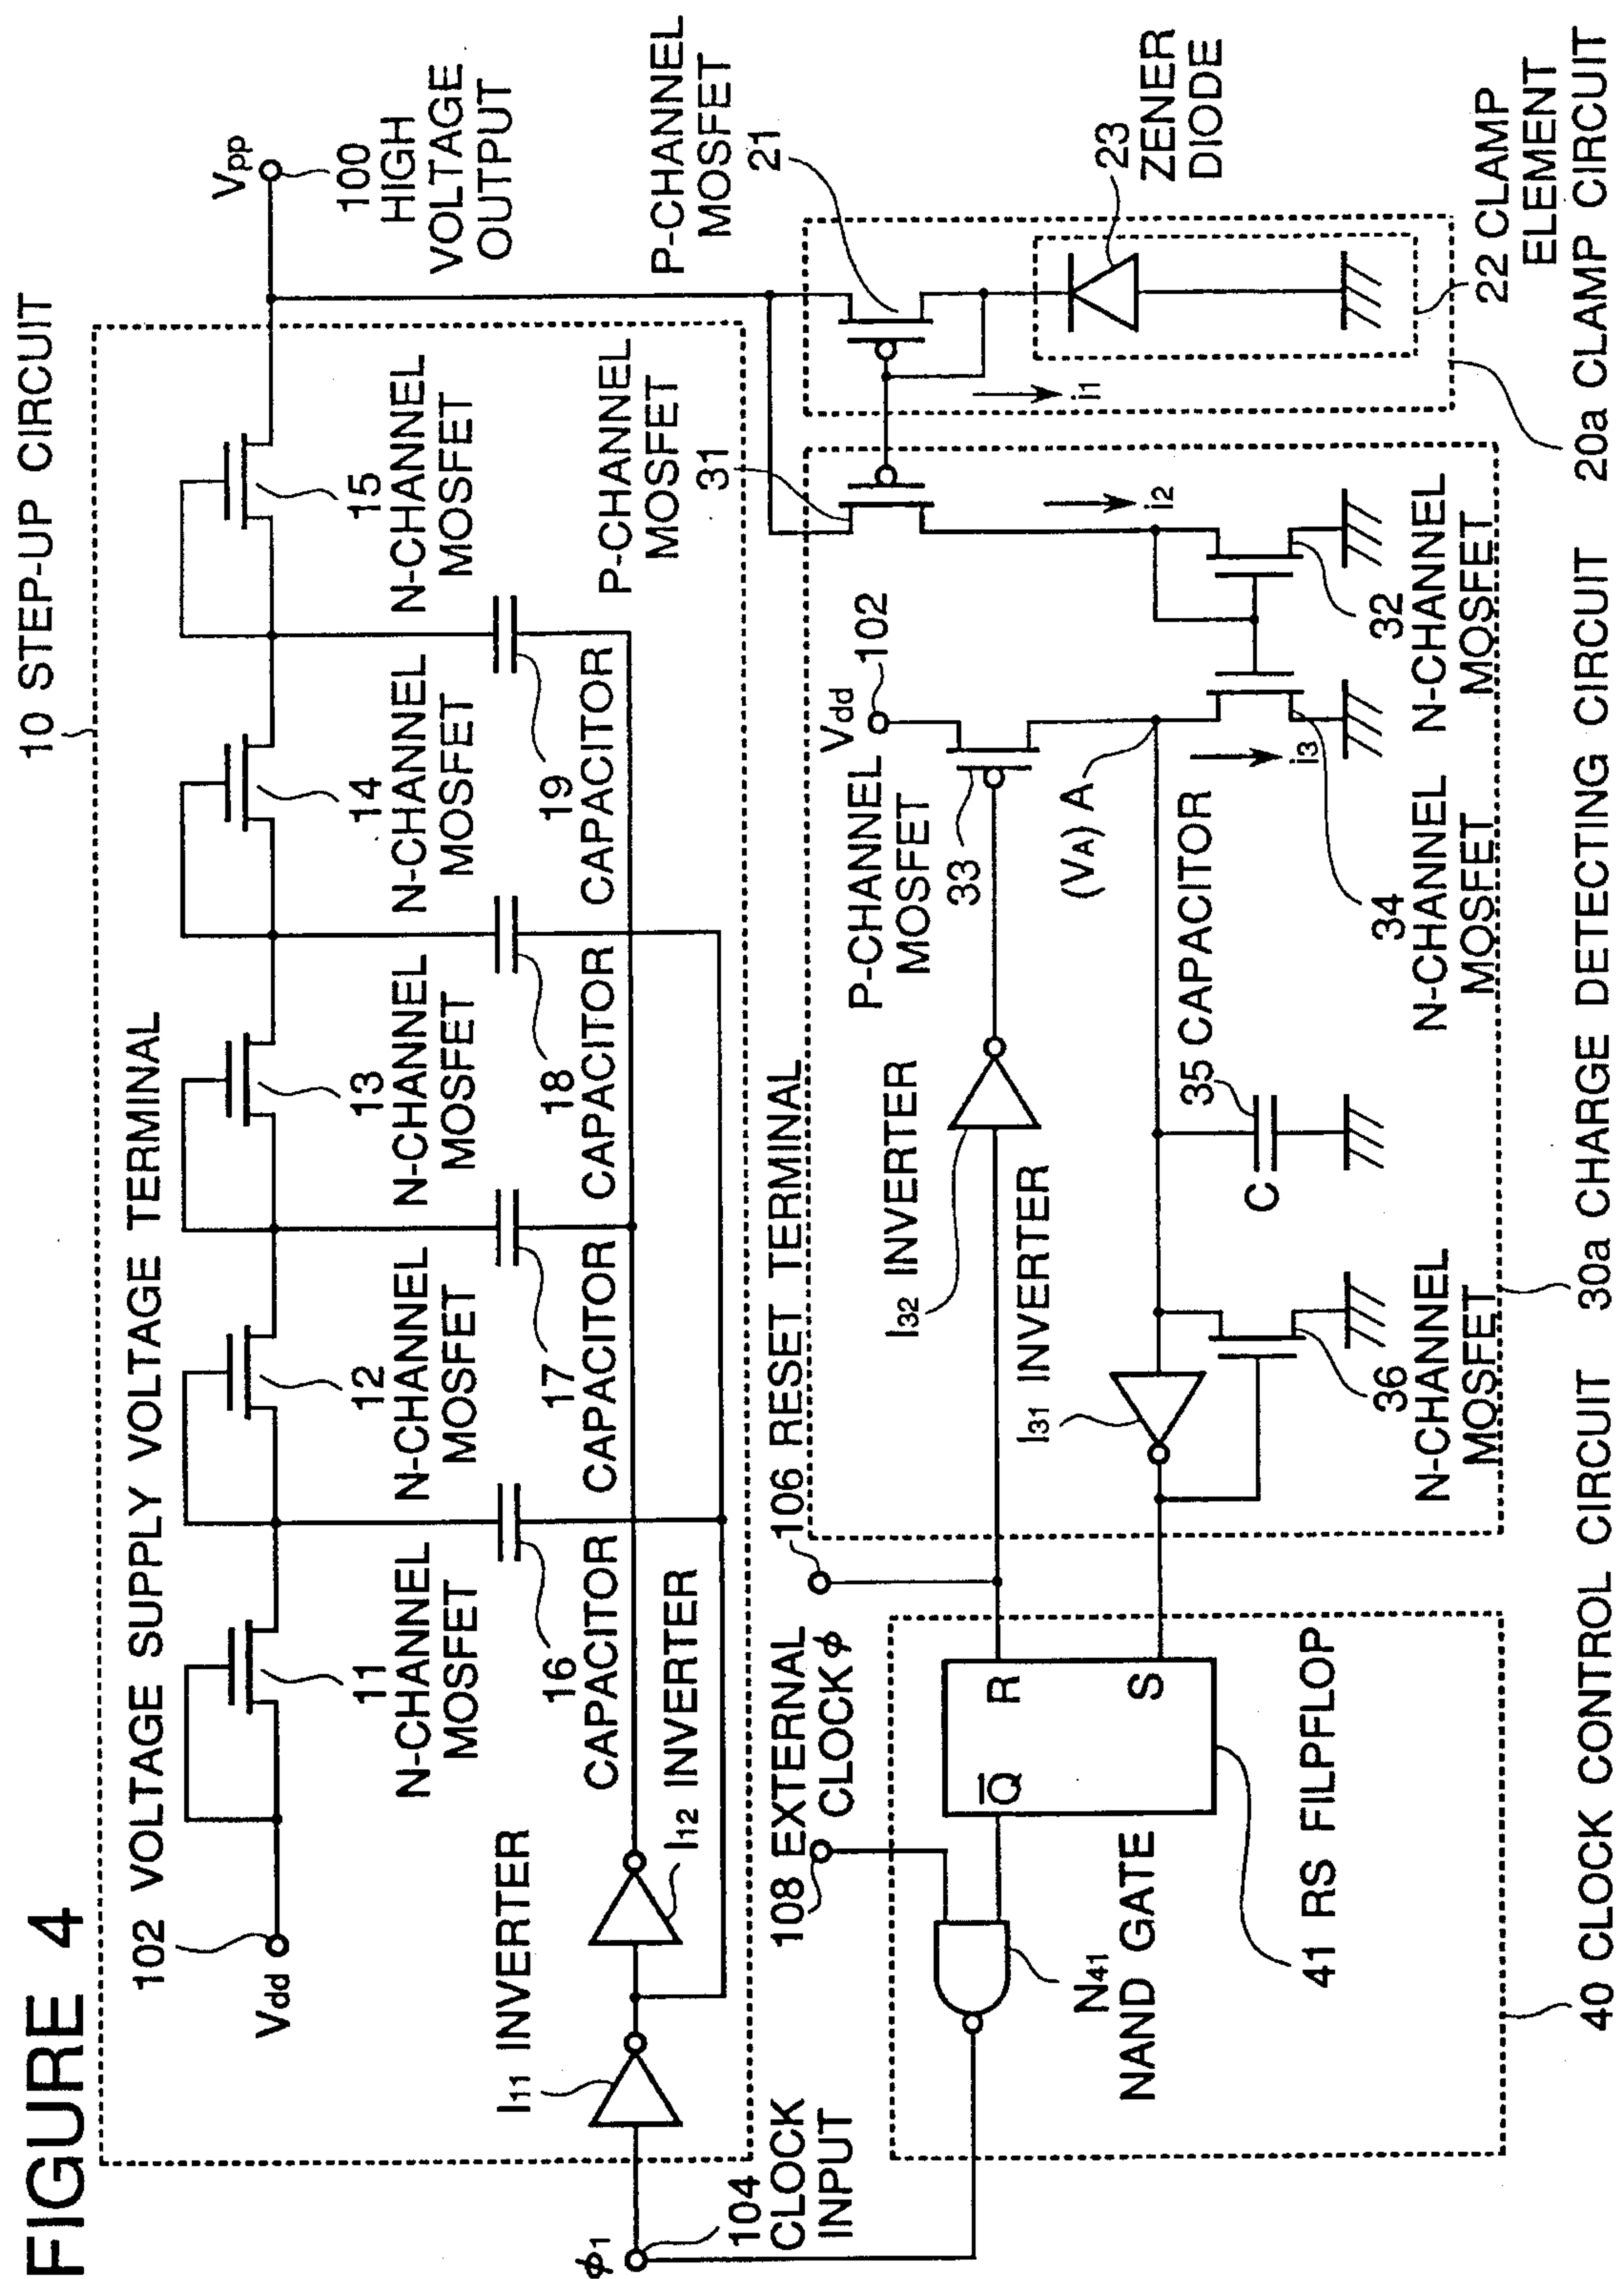 FIGURE 4
10 STEP-UP CIRCUIT
102 VOLTAGE SUPPLY VOLTAGE TERMINAL
Vdd
11
N-CHANNEL
MOSFET
12
N-CHANNEL
MOSFET
13
N-CHANNEL
MOSFET
14
N-CHANNEL
MOSFET
15
N-CHANNEL
MOSFET
Vpp
100
HIGH
VOLTAGE
OUTPUT
16
CAPACITOR
17
CAPACITOR
18
CAPACITOR
19
CAPACITOR
I11 INVERTER
I12 INVERTER
ϕ1
104
CLOCK
INPUT
P-CHANNEL
MOSFET
31
P-CHANNEL
MOSFET
21
108 EXTERNAL
CLOCK ϕ
106 RESET TERMINAL
I32 INVERTER
P-CHANNEL
MOSFET
33
Vdd
102
23
ZENER
DIODE
i1
i2
i3
(VA) A
I31 INVERTER
35 CAPACITOR
C
R
S
Q̅
N41
NAND GATE
41 RS FILPFLOP
36
N-CHANNEL
MOSFET
34
N-CHANNEL
MOSFET
32
N-CHANNEL
MOSFET
22 CLAMP
ELEMENT
40 CLOCK CONTROL CIRCUIT
30a CHARGE DETECTING CIRCUIT
20a CLAMP CIRCUIT